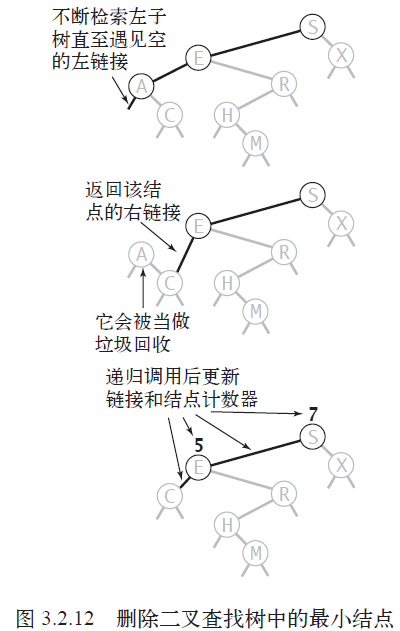 不断检索左子
树直至遇见空
的左链接
S
E
X
A
R
C
H
M
返回该结
点的右链接
S
E
X
A
R
C
H
M
它会被当做
垃圾回收
递归调用后更新
链接和结点计数器
7
5
S
E
X
C
R
H
M
图 3.2.12 删除二叉查找树中的最小结点